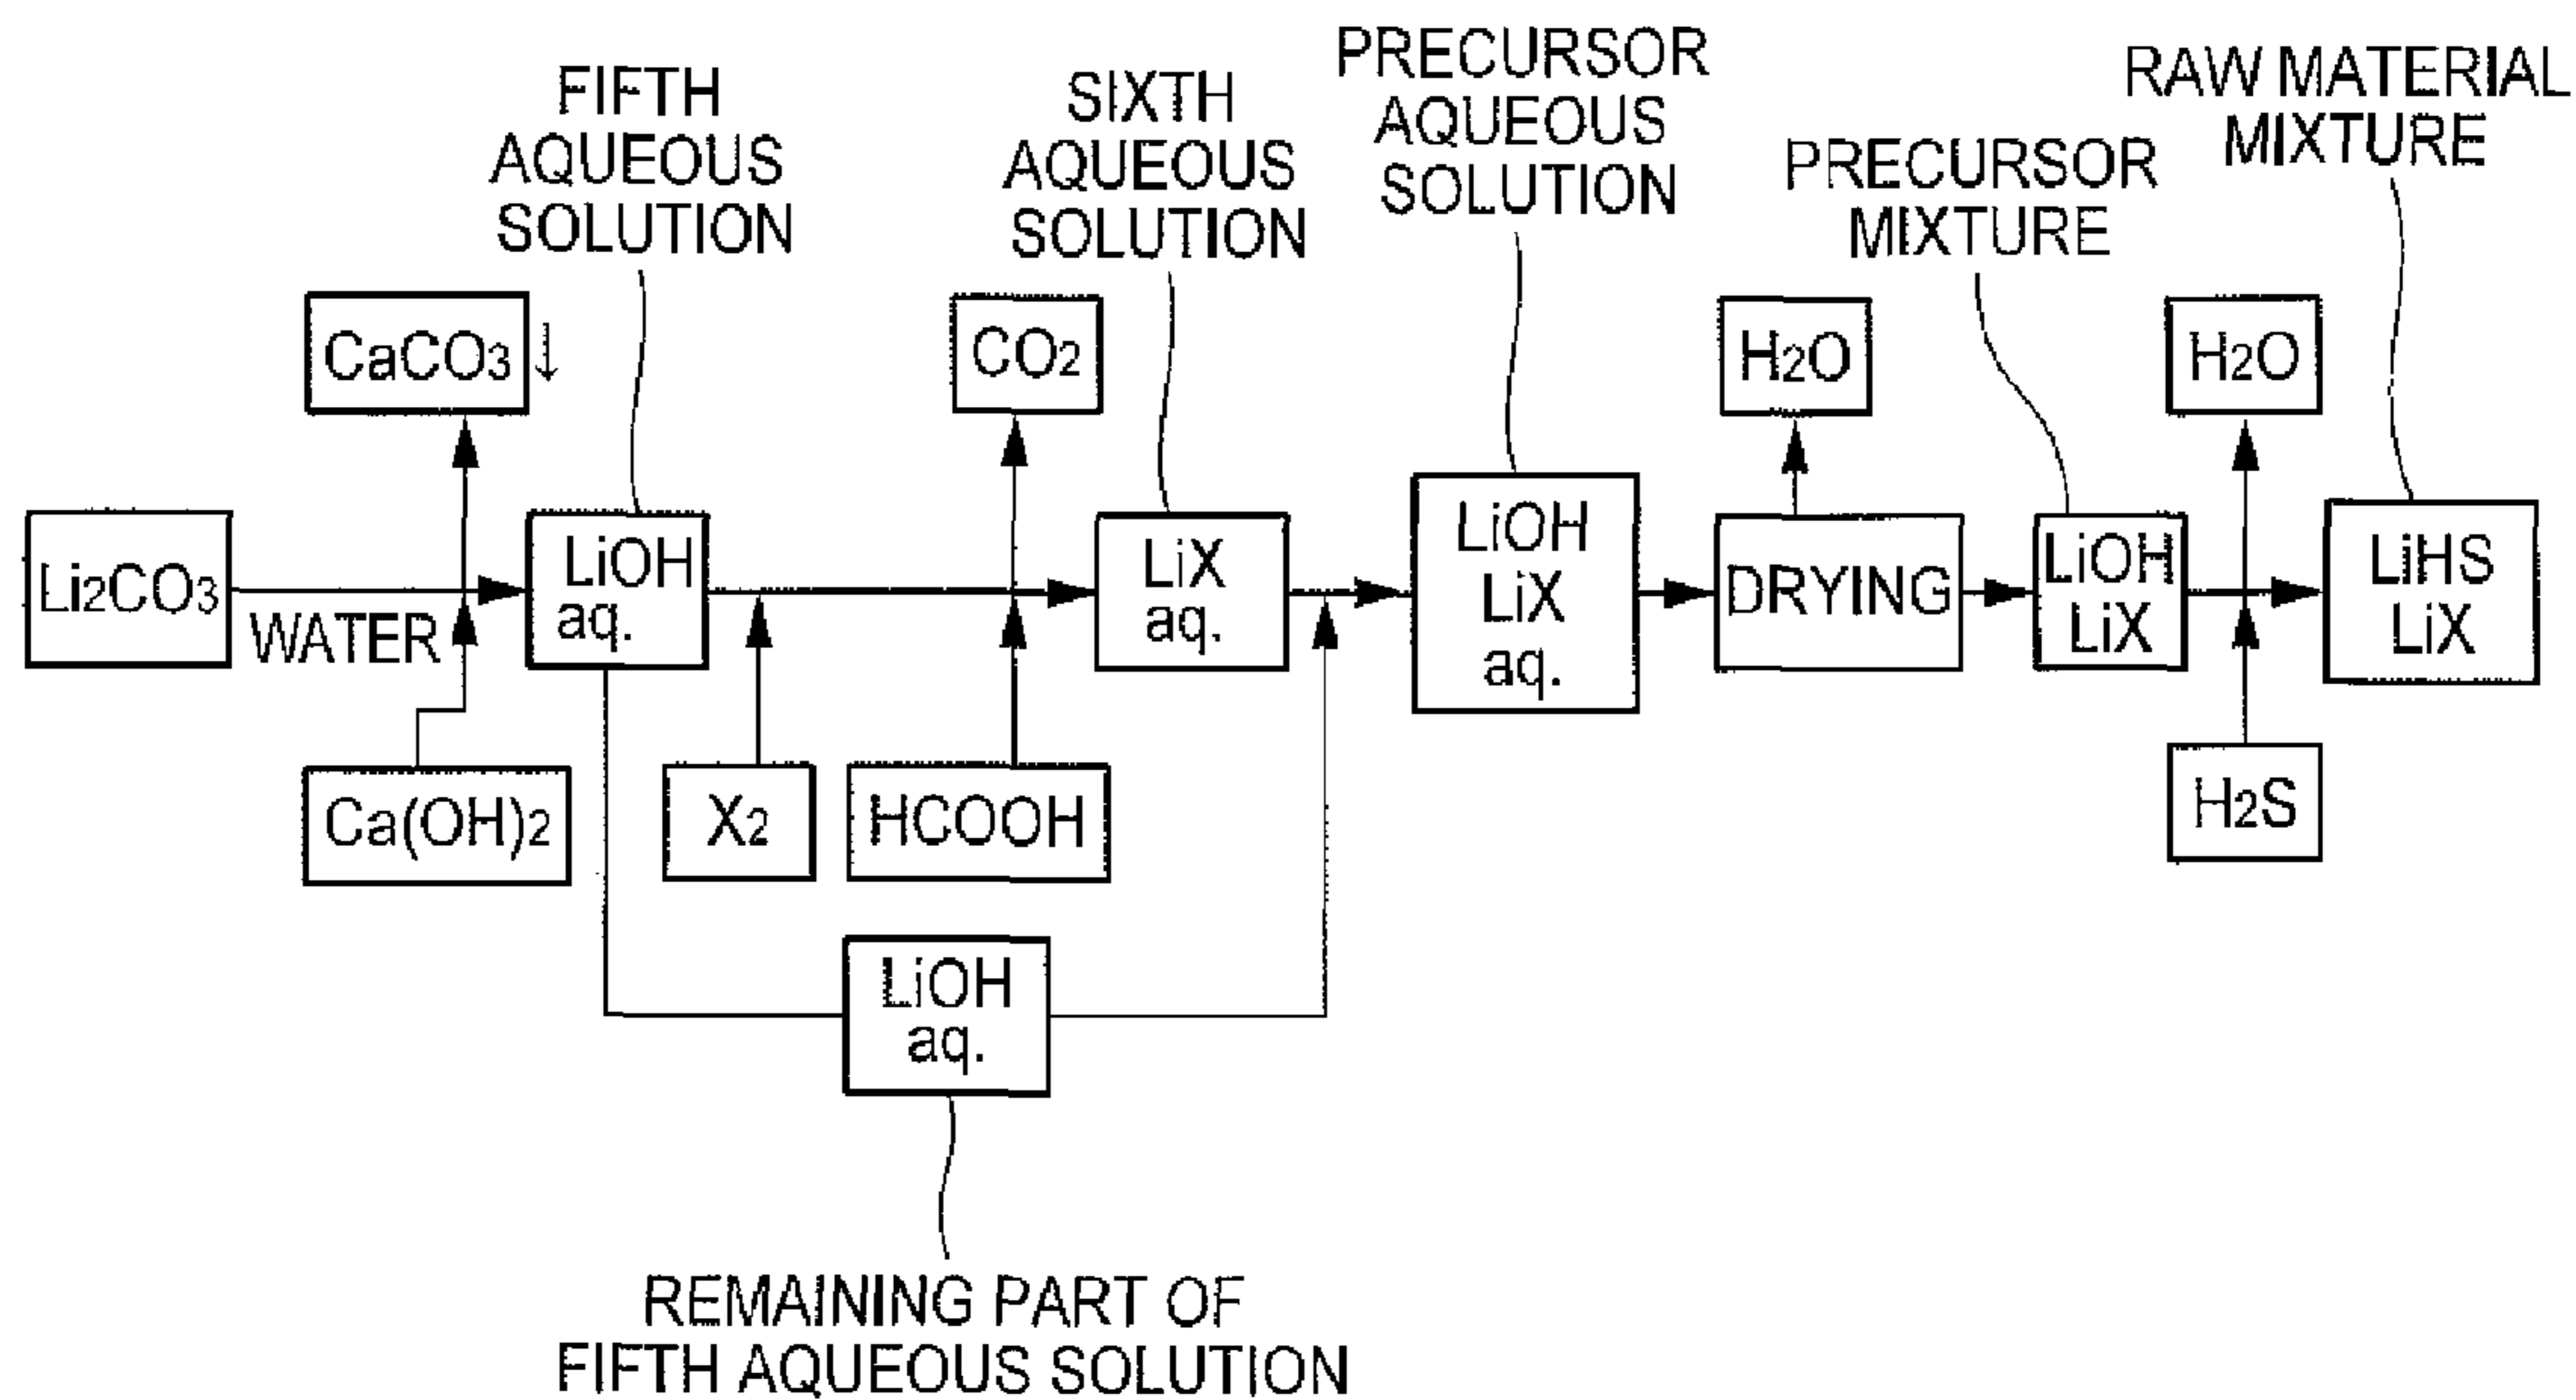 FIFTH
AQUEOUS
SOLUTION
SIXTH
AQUEOUS
SOLUTION
PRECURSOR
AQUEOUS
SOLUTION
PRECURSOR
MIXTURE
RAW MATERIAL
MIXTURE
CaCO3 ↓
CO2
H2O
H2O
Li2CO3
WATER
LiOH
aq.
LiX
aq.
LiOH
LiX
aq.
DRYING
LiOH
LiX
LiHS
LiX
Ca(OH)2
X2
HCOOH
H2S
LiOH
aq.
REMAINING PART OF
FIFTH AQUEOUS SOLUTION